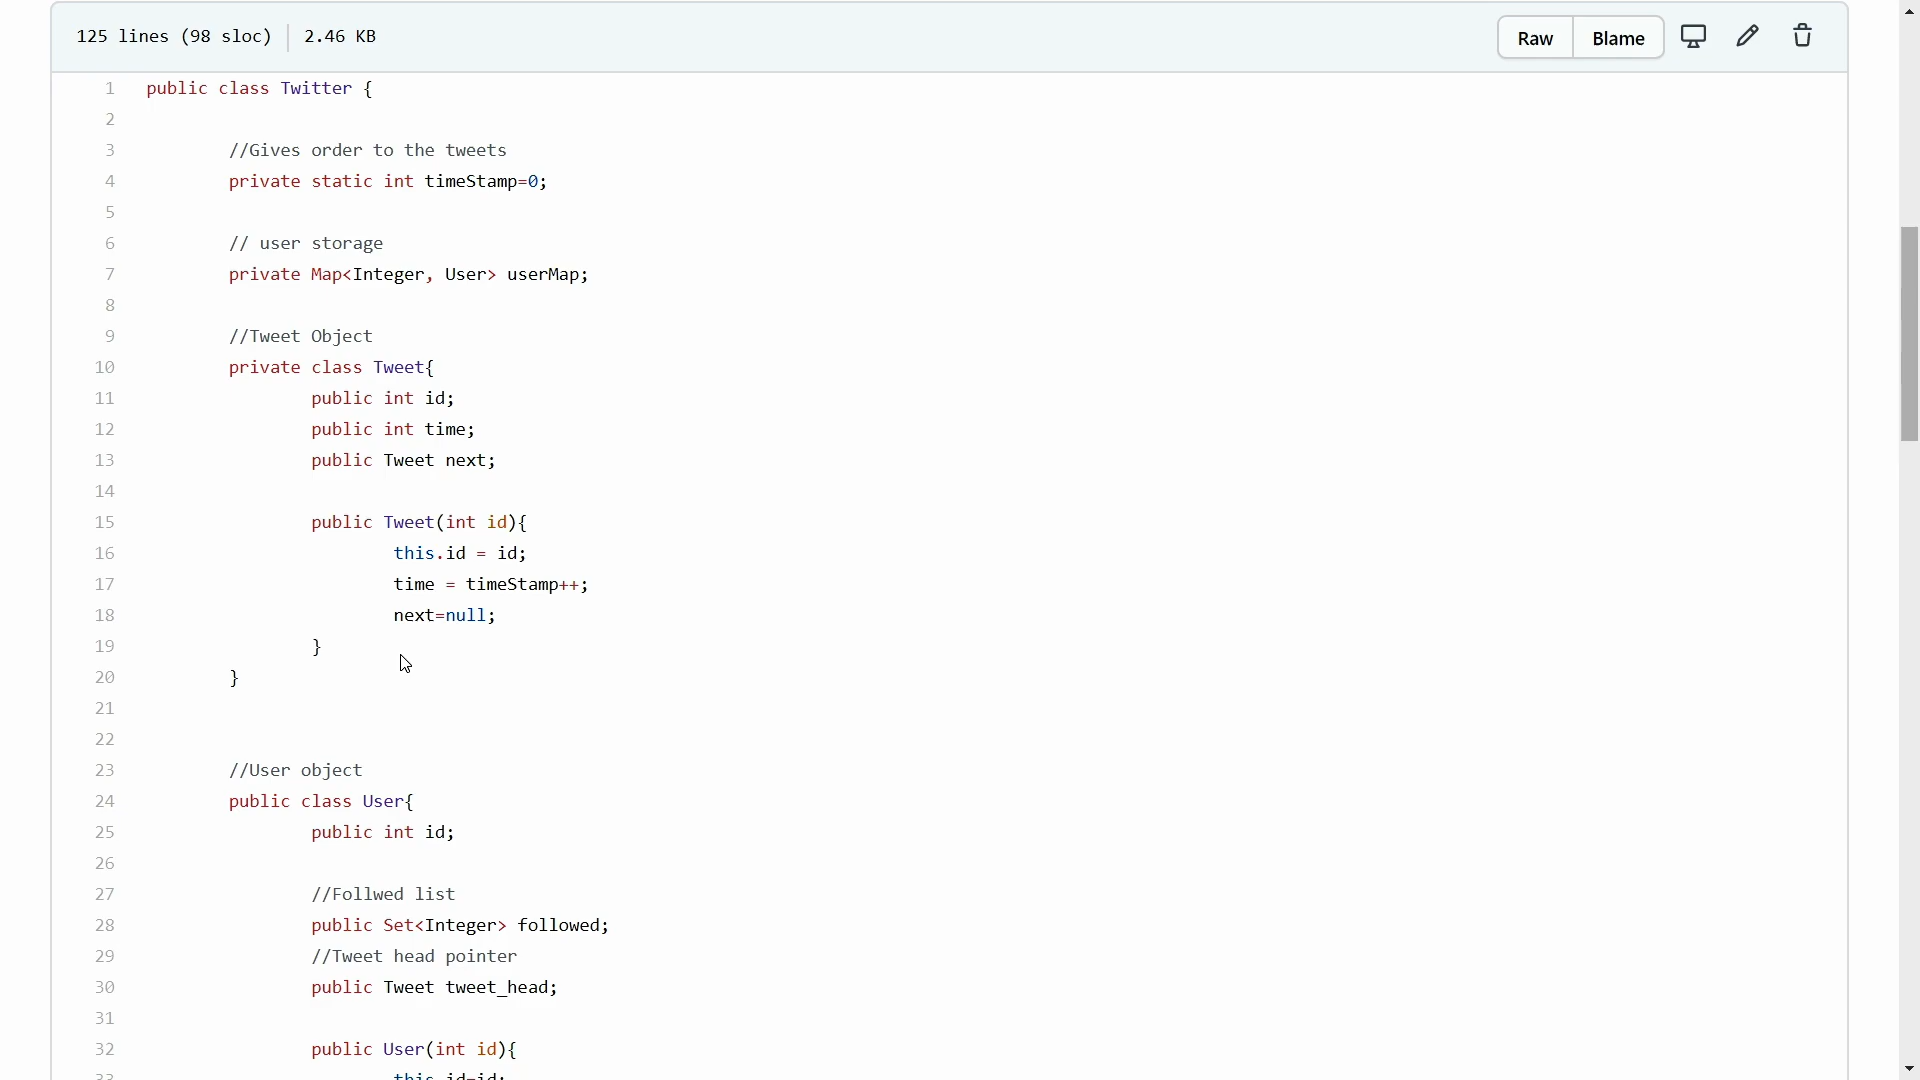 125 lines (98 sloc) 2.46 KB Raw Blame
1 public class Twitter {
2
3 //Gives order to the tweets
4 private static int timeStamp=0;
5
6 // user storage
7 private Map<Integer, User> userMap;
8
9 //Tweet Object
10 private class Tweet{
11 public int id;
12 public int time;
13 public Tweet next;
14
15 public Tweet(int id){
16 this.id = id;
17 time = timeStamp++;
18 next=null;
19 }
20 }
21
22
23 //User object
24 public class User{
25 public int id;
26
27 //Follwed list
28 public Set<Integer> followed;
29 //Tweet head pointer
30 public Tweet tweet_head;
31
32 public User(int id){
33 this.id=id;